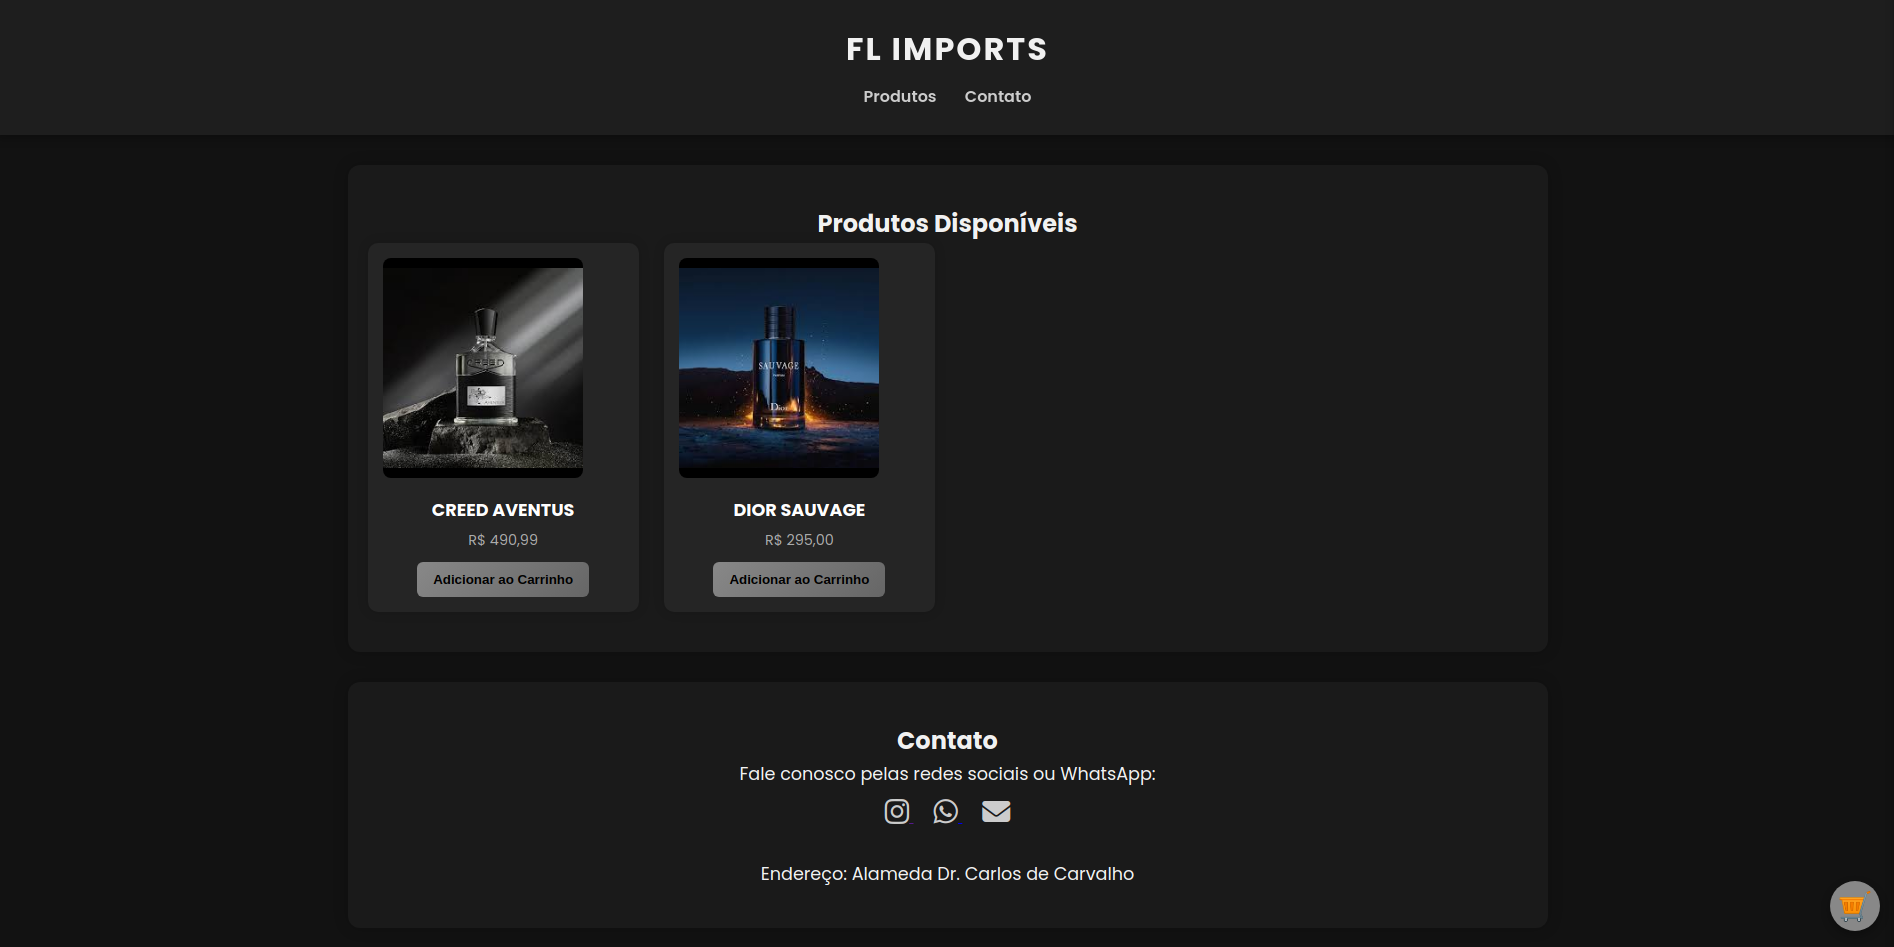 FL IMPORTS
Produtos Contato
Produtos Disponíveis
CREED
SAUVAGE
Dior
CREED AVENTUS
DIOR SAUVAGE
R$ 490,99
R$ 295,00
Adicionar ao Carrinho
Adicionar ao Carrinho
Contato
Fale conosco pelas redes sociais ou WhatsApp:
Endereço: Alameda Dr. Carlos de Carvalho